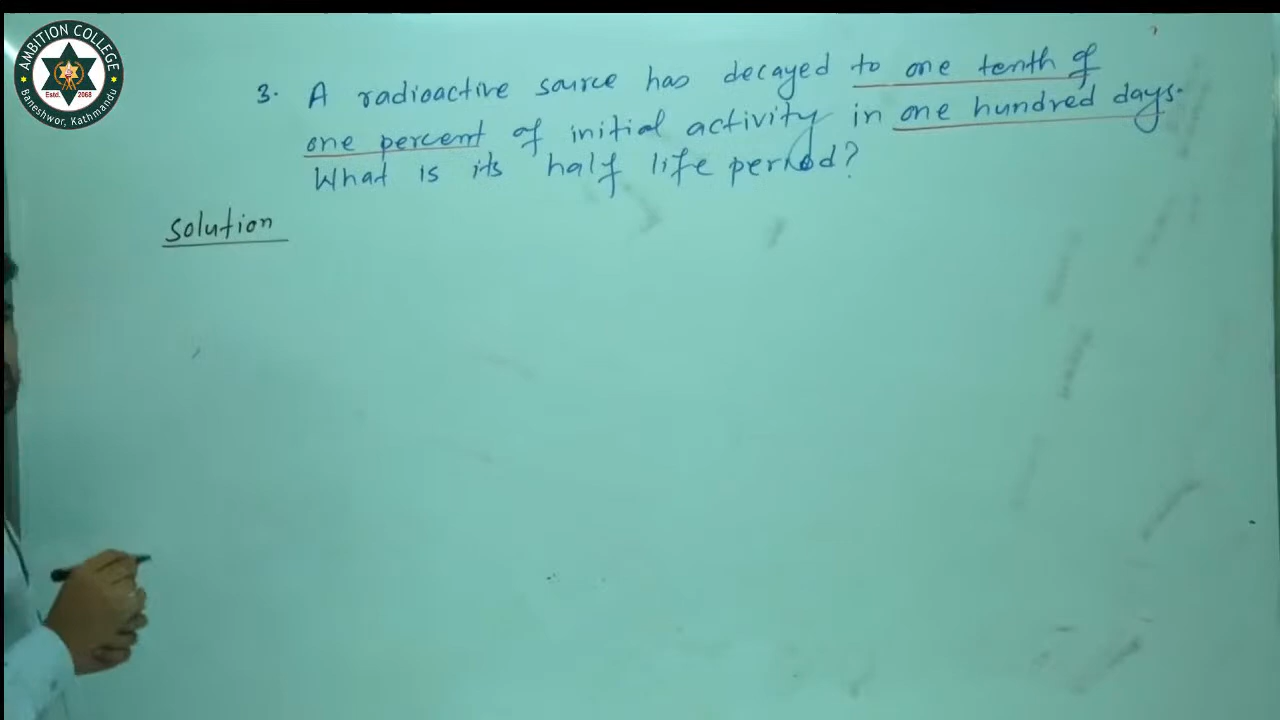 AMBITION COLLEGE
Estd. 2068
Baneshwor, Kathmandu
3. A radioactive source has decayed to one tenth of
one percent of initial activity in one hundred days.
What is its half life period?
Solution